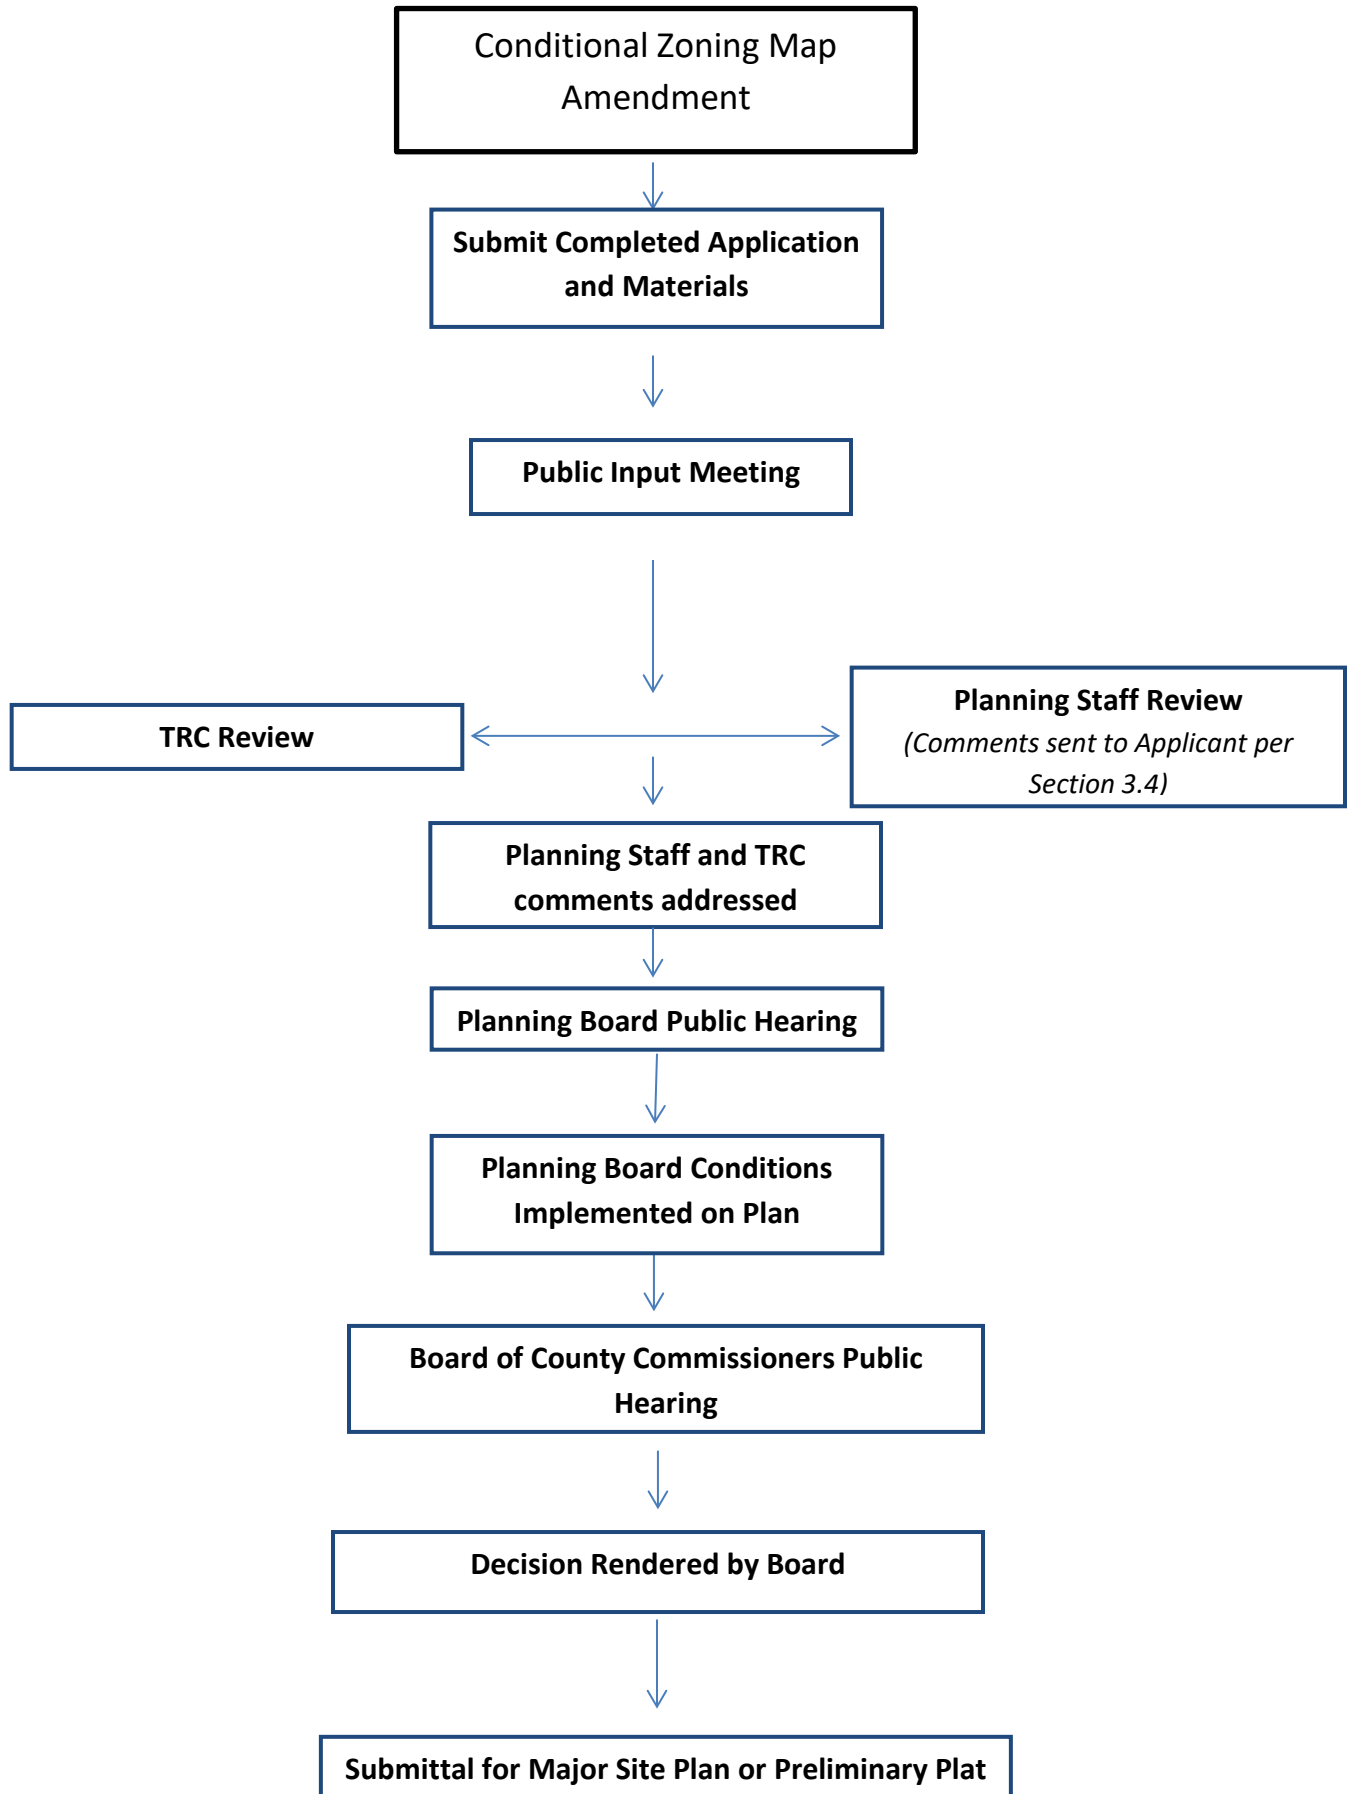 Conditional Zoning Map
Amendment
Submit Completed Application
and Materials
Public Input Meeting
TRC Review
Planning Staff Review
(Comments sent to Applicant per
Section 3.4)
Planning Staff and TRC
comments addressed
Planning Board Public Hearing
Planning Board Conditions
Implemented on Plan
Board of County Commissioners Public
Hearing
Decision Rendered by Board
Submittal for Major Site Plan or Preliminary Plat